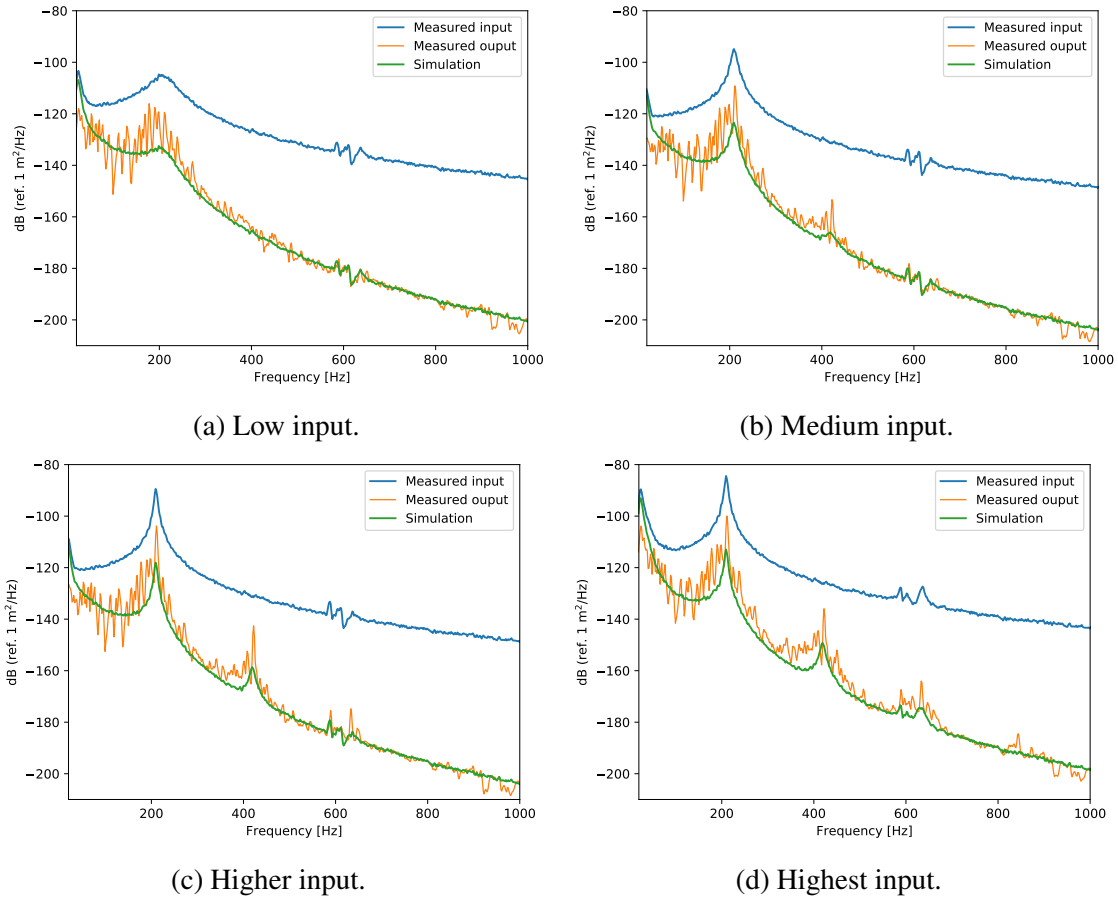 −80
−100
−120
−140
−160
−180
−200
dB (ref. 1 m²/Hz)
200
400
600
800
1000
Frequency [Hz]
Measured input
Measured ouput
Simulation
(a) Low input.
−80
−100
−120
−140
−160
−180
−200
dB (ref. 1 m²/Hz)
200
400
600
800
1000
Frequency [Hz]
Measured input
Measured ouput
Simulation
(b) Medium input.
−80
−100
−120
−140
−160
−180
−200
dB (ref. 1 m²/Hz)
200
400
600
800
1000
Frequency [Hz]
Measured input
Measured ouput
Simulation
(c) Higher input.
−80
−100
−120
−140
−160
−180
−200
dB (ref. 1 m²/Hz)
200
400
600
800
1000
Frequency [Hz]
Measured input
Measured ouput
Simulation
(d) Highest input.